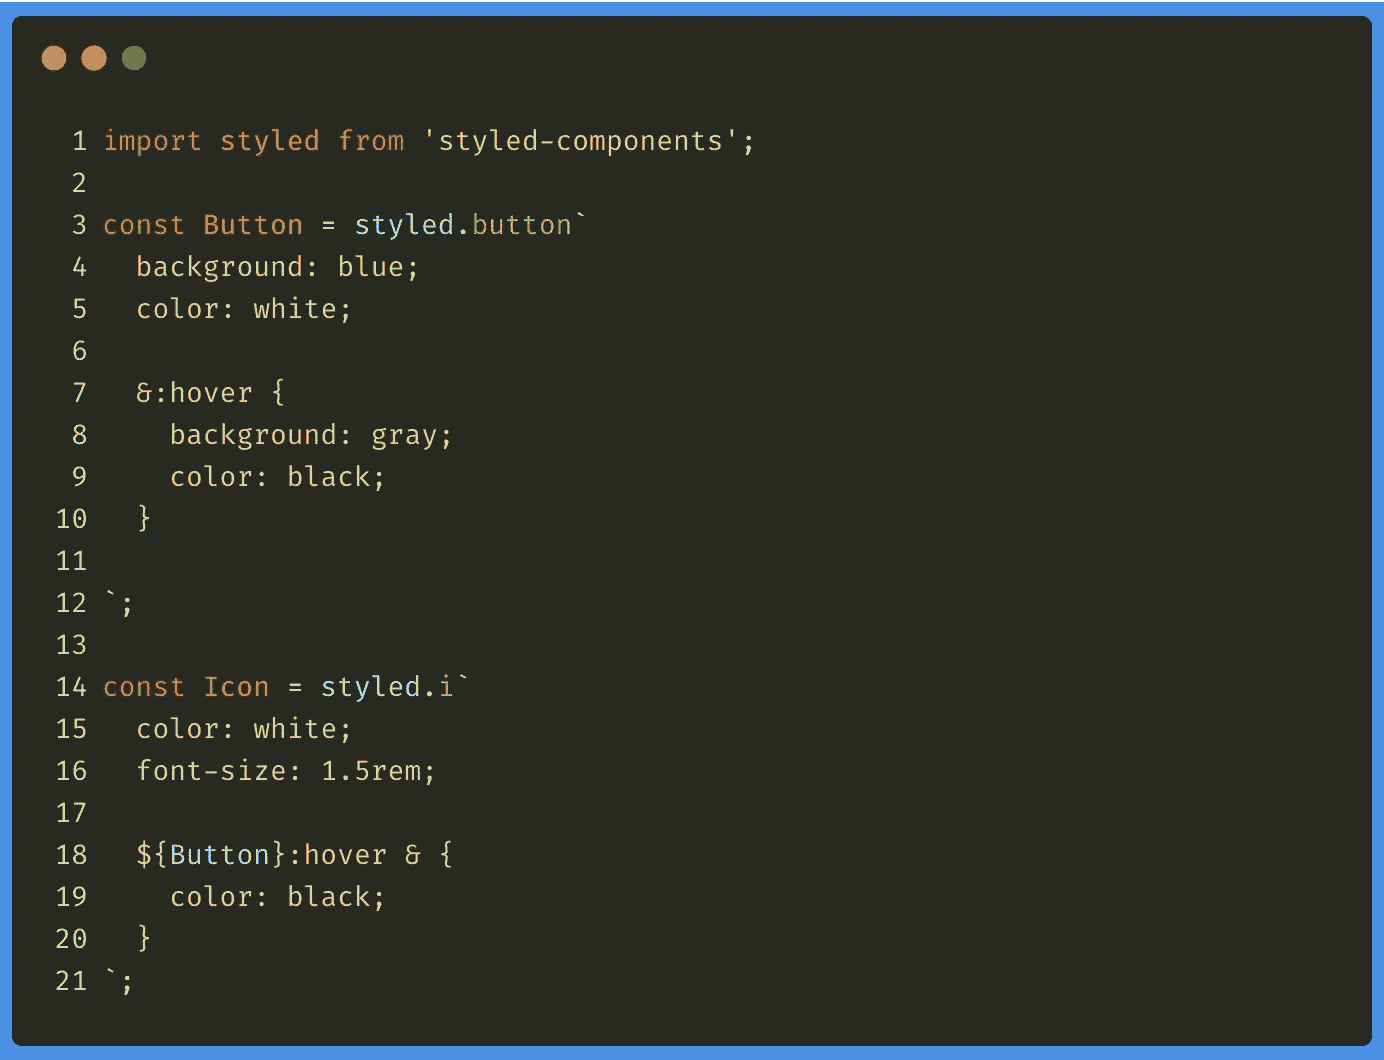 1 import styled from 'styled-components';
2
3 const Button = styled.button`
4   background: blue;
5   color: white;
6
7   &:hover {
8     background: gray;
9     color: black;
10   }
11
12 `;
13
14 const Icon = styled.i`
15   color: white;
16   font-size: 1.5rem;
17
18   ${Button}:hover & {
19     color: black;
20   }
21 `;